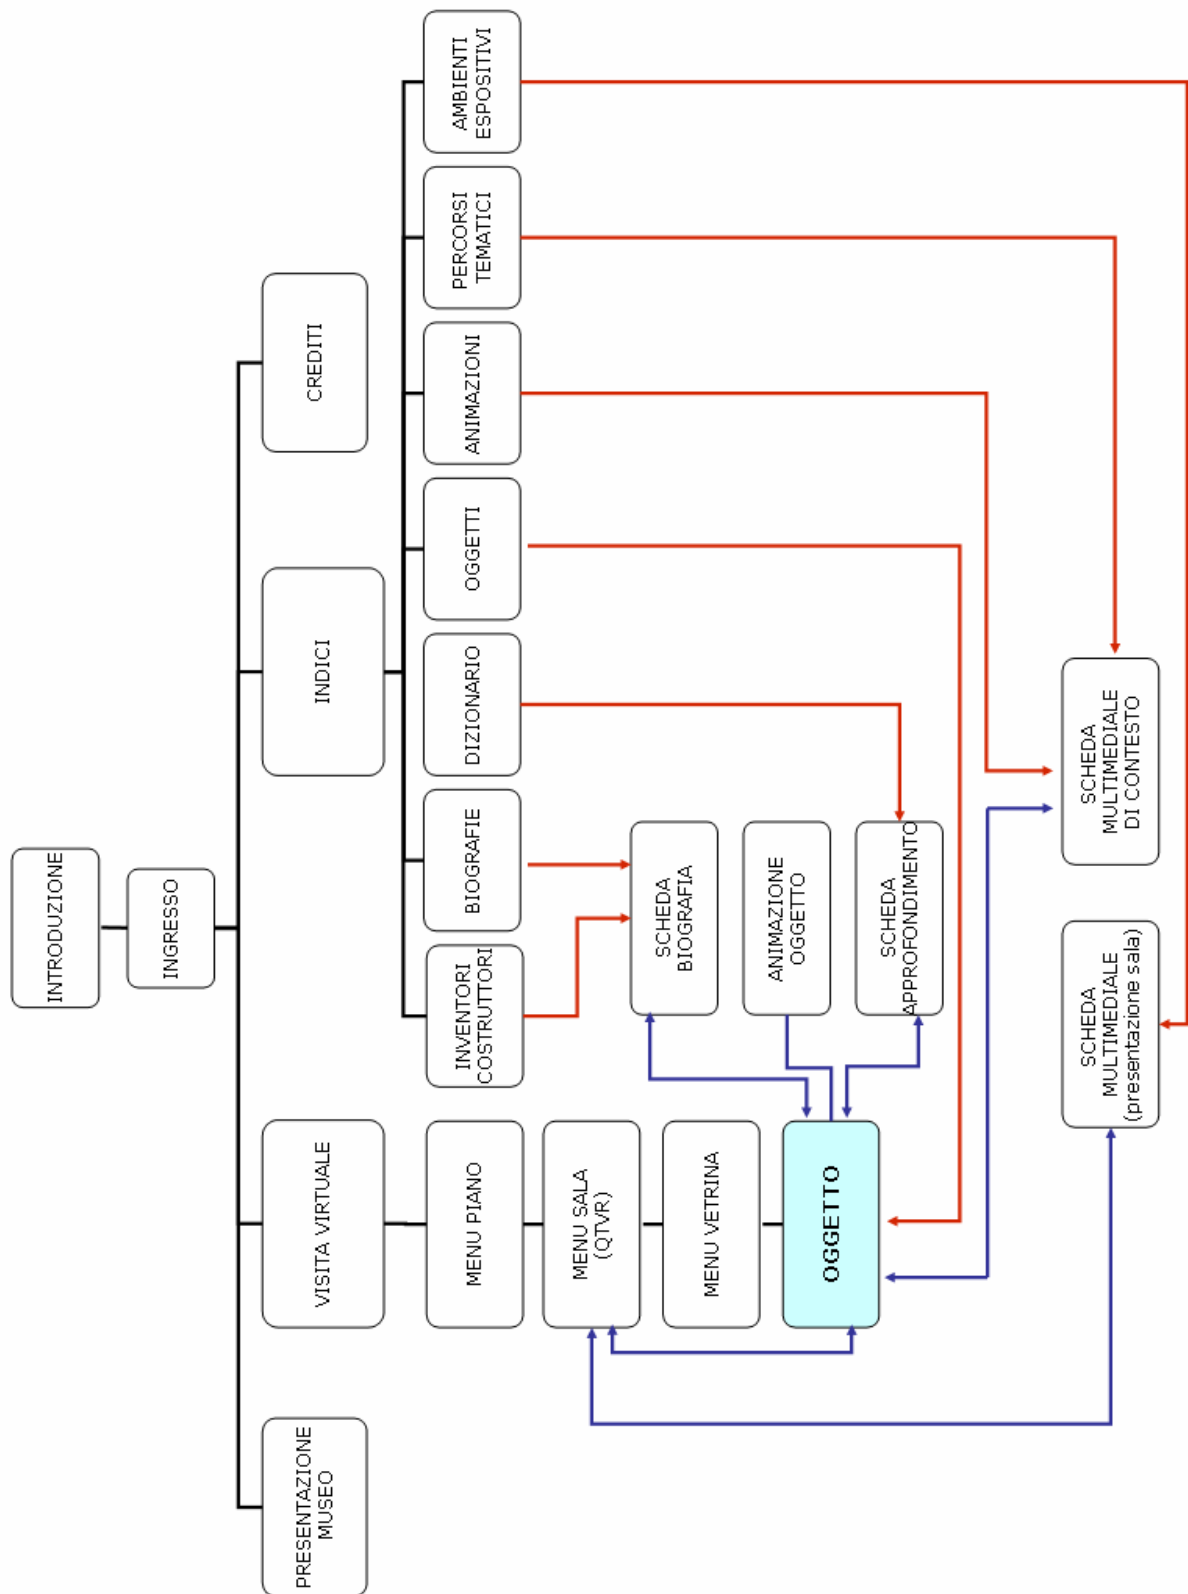 INTRODUZIONE
INGRESSO
PRESENTAZIONE
MUSEO
VISITA VIRTUALE
INDICI
CREDITI
MENU PIANO
INVENTORI
COSTRUTTORI
BIOGRAFIE
DIZIONARIO
OGGETTI
ANIMAZIONI
PERCORSI
TEMATICI
AMBIENTI
ESPOSITIVI
MENU SALA
(QTVR)
SCHEDA
BIOGRAFIA
MENU VETRINA
ANIMAZIONE
OGGETTO
OGGETTO
SCHEDA
APPROFONDIMENTO
SCHEDA
MULTIMEDIALE
(presentazione sala)
SCHEDA
MULTIMEDIALE
DI CONTESTO